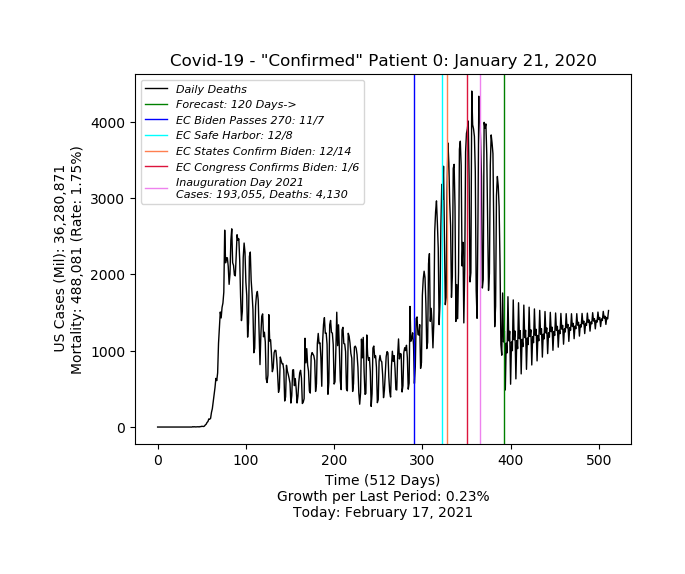 Covid-19 - "Confirmed" Patient 0: January 21, 2020
Daily Deaths
Forecast: 120 Days->
EC Biden Passes 270: 11/7
EC Safe Harbor: 12/8
EC States Confirm Biden: 12/14
EC Congress Confirms Biden: 1/6
Inauguration Day 2021
Cases: 193,055, Deaths: 4,130
US Cases (Mil): 36,280,871
Mortality: 488,081 (Rate: 1.75%)
4000
3000
2000
1000
0
0 100 200 300 400 500
Time (512 Days)
Growth per Last Period: 0.23%
Today: February 17, 2021